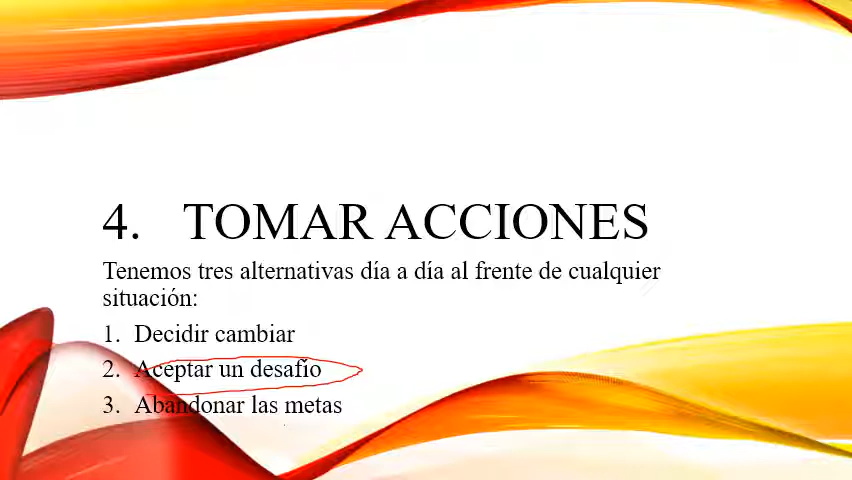 4. TOMAR ACCIONES
Tenemos tres alternativas día a día al frente de cualquier
situación:
1. Decidir cambiar
2. Aceptar un desafío
3. Abandonar las metas